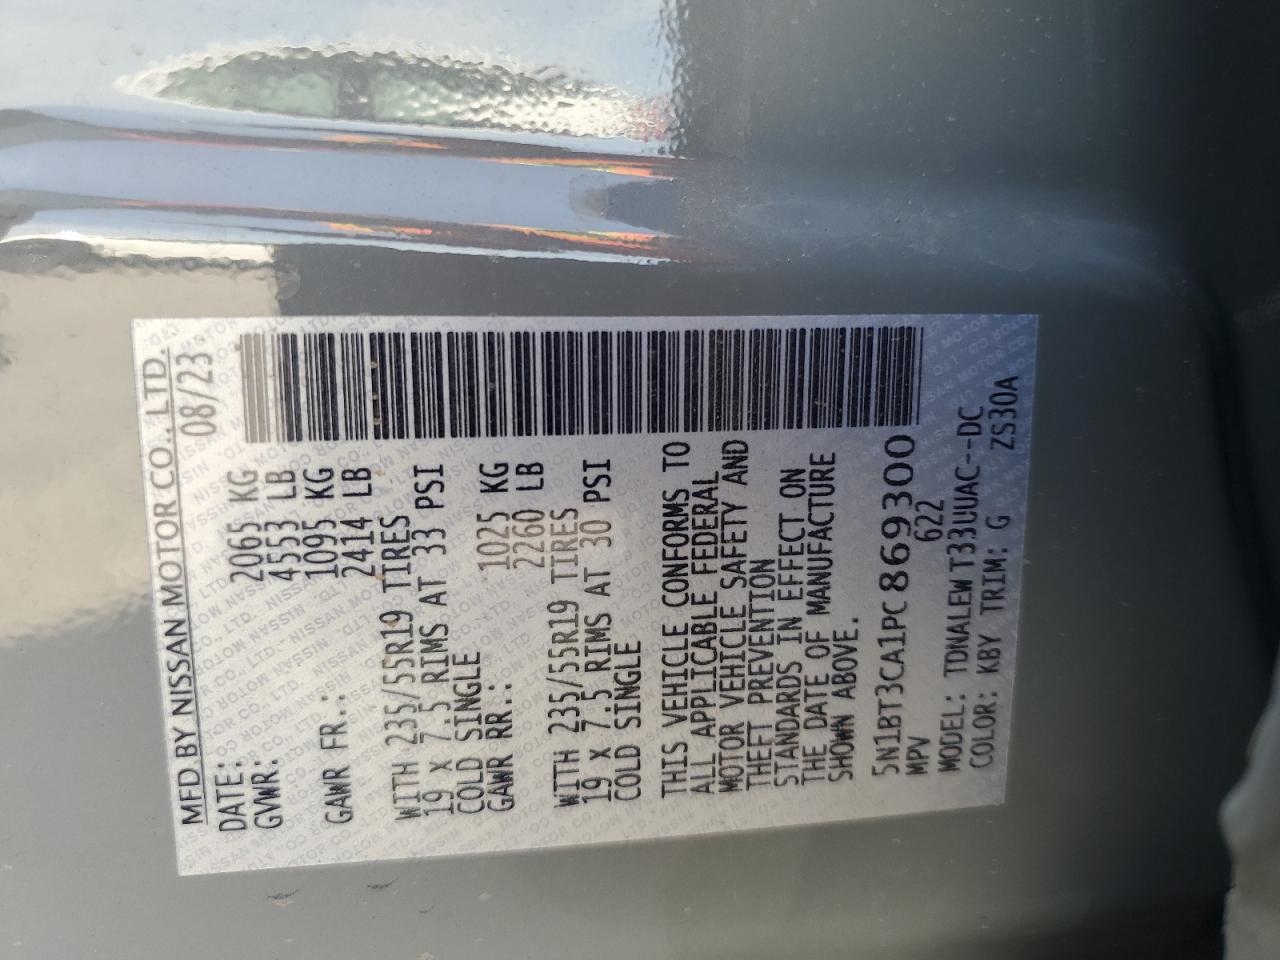 MFD BY NISSAN MOTOR CO., LTD.
DATE: 08/23
GVWR: 2065 KG
4553 LB
GAWR FR.: 1095 KG
2414 LB
WITH 235/55R19 TIRES
19 X 7.5 RIMS AT 33 PSI
COLD SINGLE
GAWR RR.: 1025 KG
2260 LB
WITH 235/55R19 TIRES
19 X 7.5 RIMS AT 30 PSI
COLD SINGLE
THIS VEHICLE CONFORMS TO
ALL APPLICABLE FEDERAL
MOTOR VEHICLE SAFETY AND
THEFT PREVENTION
STANDARDS IN EFFECT ON
THE DATE OF MANUFACTURE
SHOWN ABOVE.
5N1BT3CA1PC869300
MPV 622
MODEL: TDNALEW T33UUAC--DC
COLOR: KBY TRIM: G ZS30A